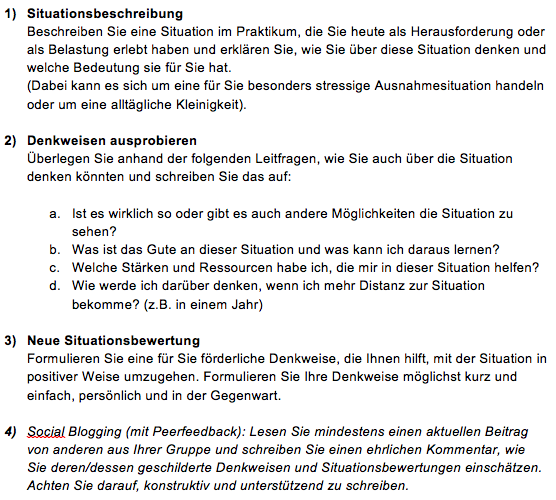 1) Situationsbeschreibung
Beschreiben Sie eine Situation im Praktikum, die Sie heute als Herausforderung oder
als Belastung erlebt haben und erklären Sie, wie Sie über diese Situation denken und
welche Bedeutung sie für Sie hat.
(Dabei kann es sich um eine für Sie besonders stressige Ausnahmesituation handeln
oder um eine alltägliche Kleinigkeit).
2) Denkweisen ausprobieren
Überlegen Sie anhand der folgenden Leitfragen, wie Sie auch über die Situation
denken könnten und schreiben Sie das auf:
a. Ist es wirklich so oder gibt es auch andere Möglichkeiten die Situation zu
sehen?
b. Was ist das Gute an dieser Situation und was kann ich daraus lernen?
c. Welche Stärken und Ressourcen habe ich, die mir in dieser Situation helfen?
d. Wie werde ich darüber denken, wenn ich mehr Distanz zur Situation
bekomme? (z.B. in einem Jahr)
3) Neue Situationsbewertung
Formulieren Sie eine für Sie förderliche Denkweise, die Ihnen hilft, mit der Situation in
positiver Weise umzugehen. Formulieren Sie Ihre Denkweise möglichst kurz und
einfach, persönlich und in der Gegenwart.
4) Social Blogging (mit Peerfeedback): Lesen Sie mindestens einen aktuellen Beitrag
von anderen aus Ihrer Gruppe und schreiben Sie einen ehrlichen Kommentar, wie
Sie deren/dessen geschilderte Denkweisen und Situationsbewertungen einschätzen.
Achten Sie darauf, konstruktiv und unterstützend zu schreiben.